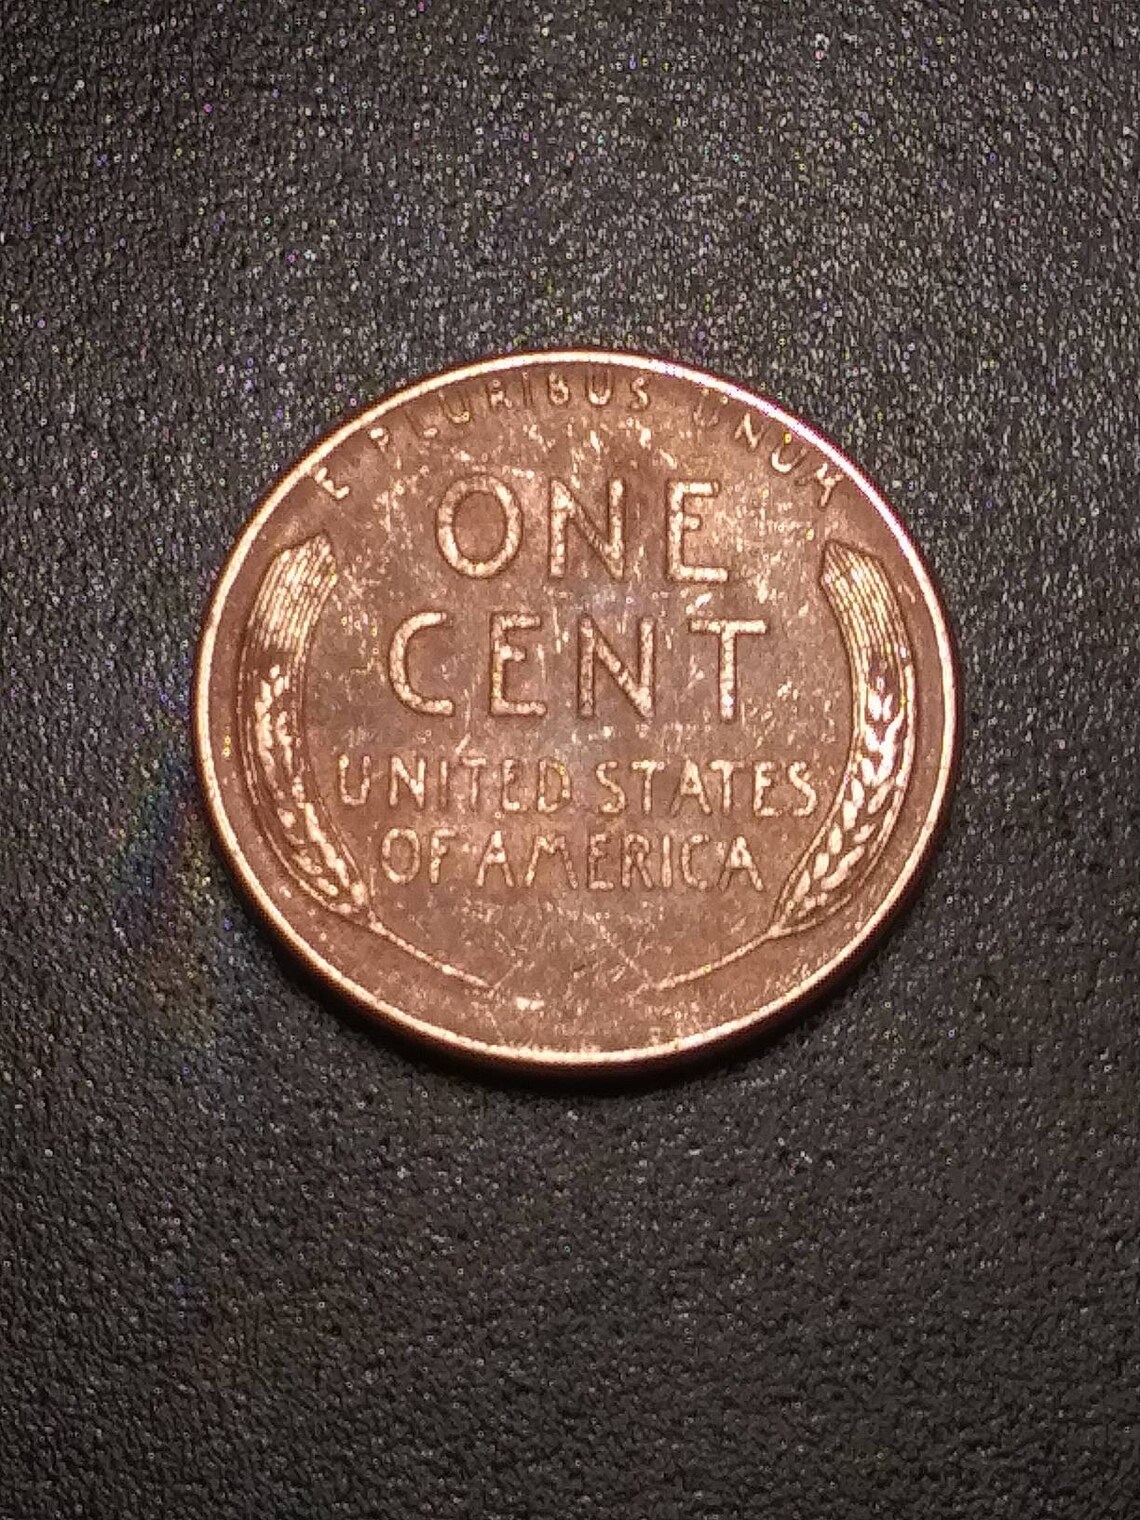 E PLURIBUS UNUM
ONE
CENT
UNITED STATES
OF AMERICA